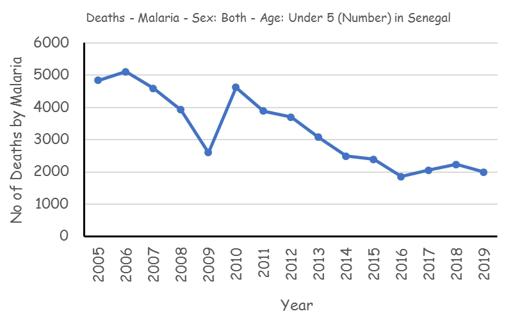 Deaths - Malaria - Sex: Both - Age: Under 5 (Number) in Senegal
No of Deaths by Malaria
6000
5000
4000
3000
2000
1000
0
2005 2006 2007 2008 2009 2010 2011 2012 2013 2014 2015 2016 2017 2018 2019
Year